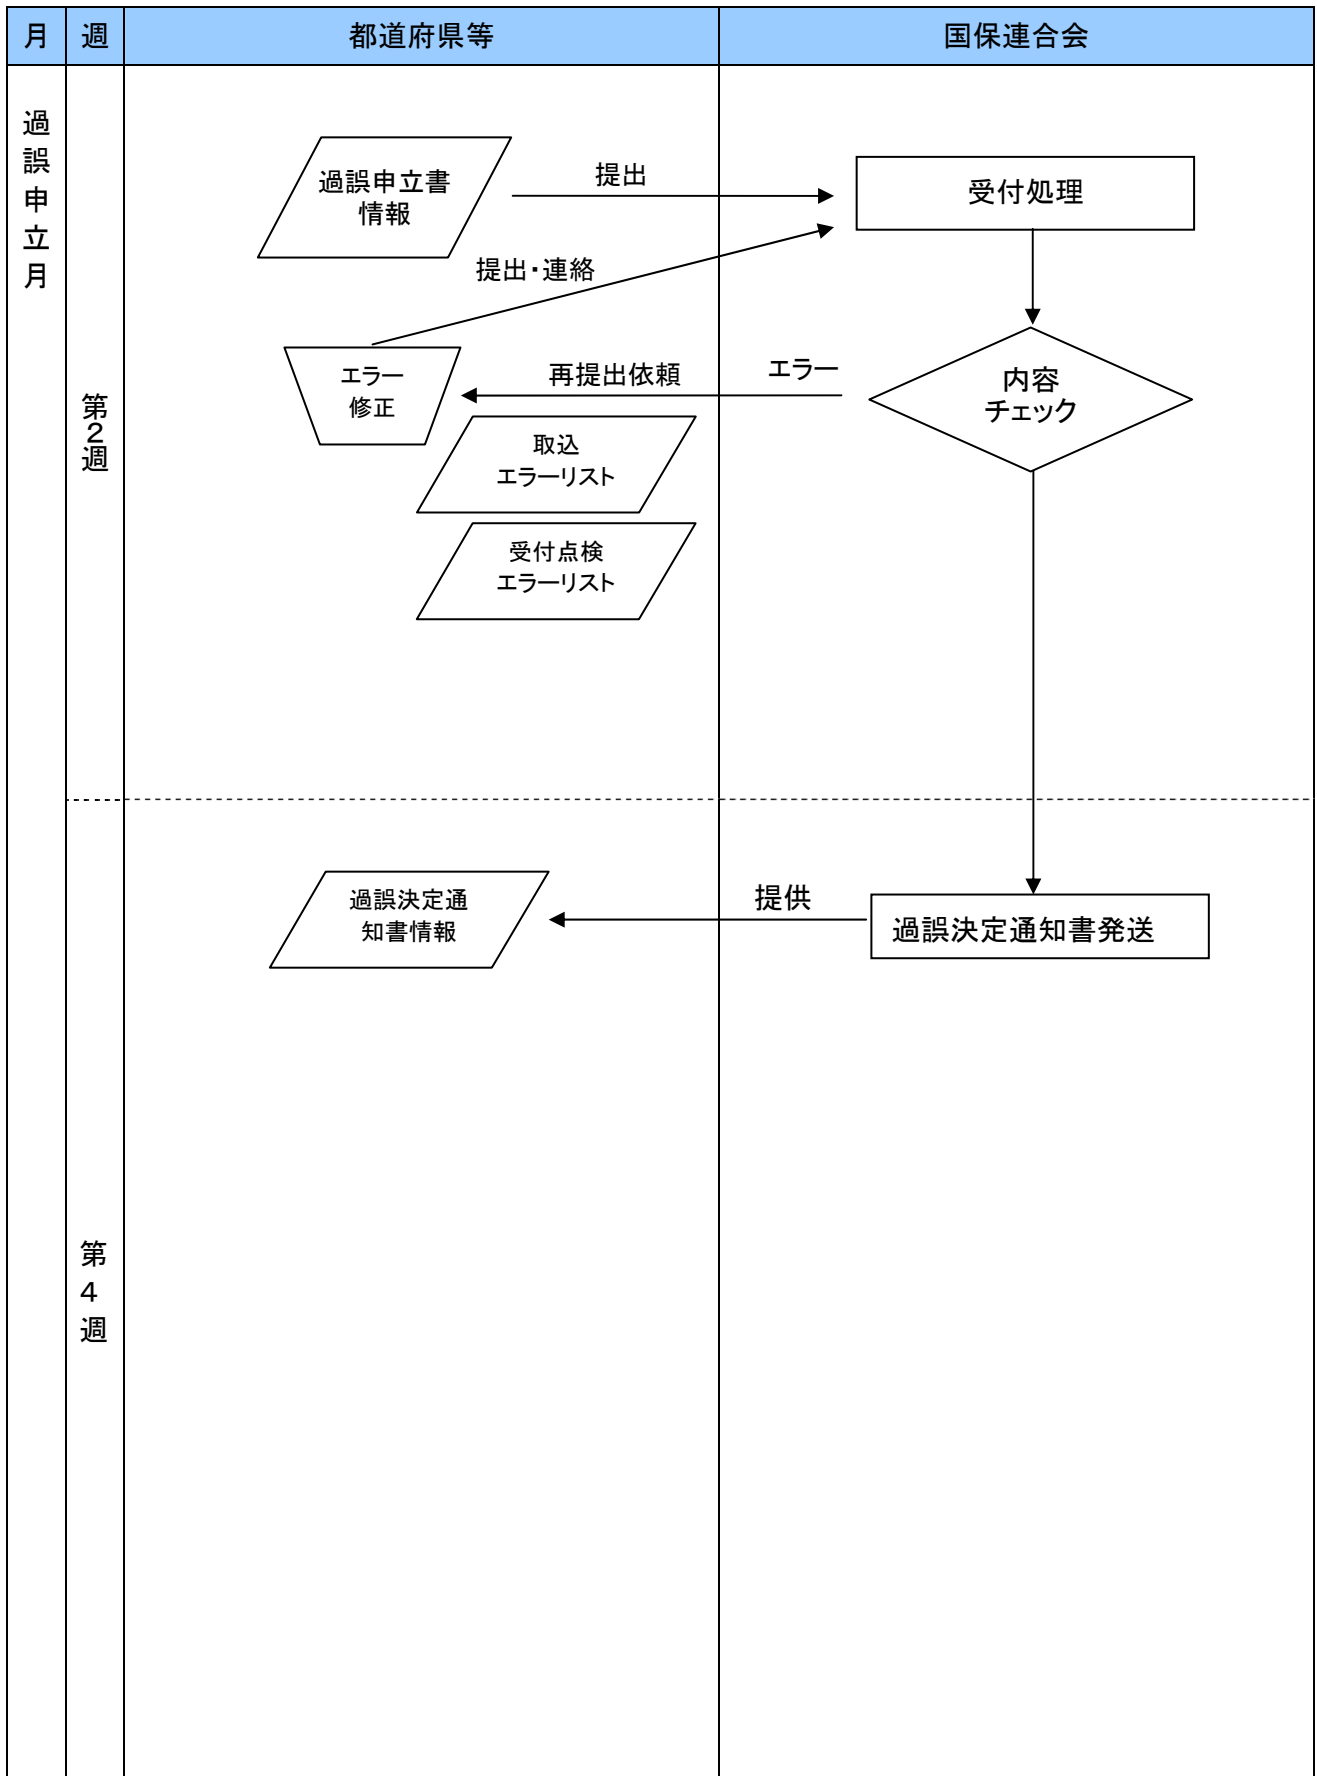 月
週
都道府県等
国保連合会
過誤申立月
第2週
過誤申立書
情報
提出
受付処理
提出・連絡
エラー
修正
再提出依頼
エラー
内容
チェック
取込
エラーリスト
受付点検
エラーリスト
第4週
過誤決定通
知書情報
提供
過誤決定通知書発送